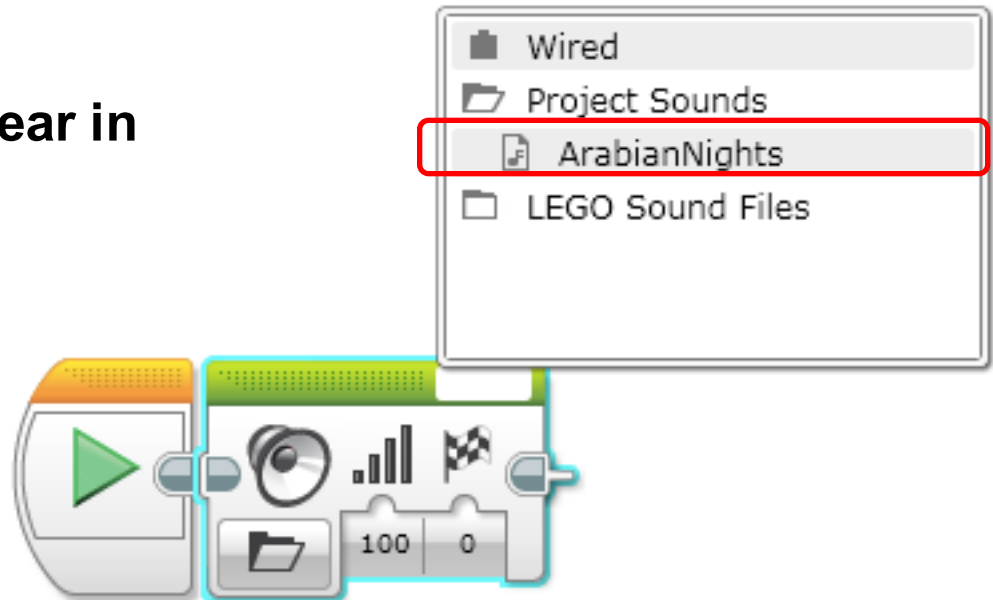 Wired
Project Sounds
ear in
ArabianNights
LEGO Sound Files
100 0